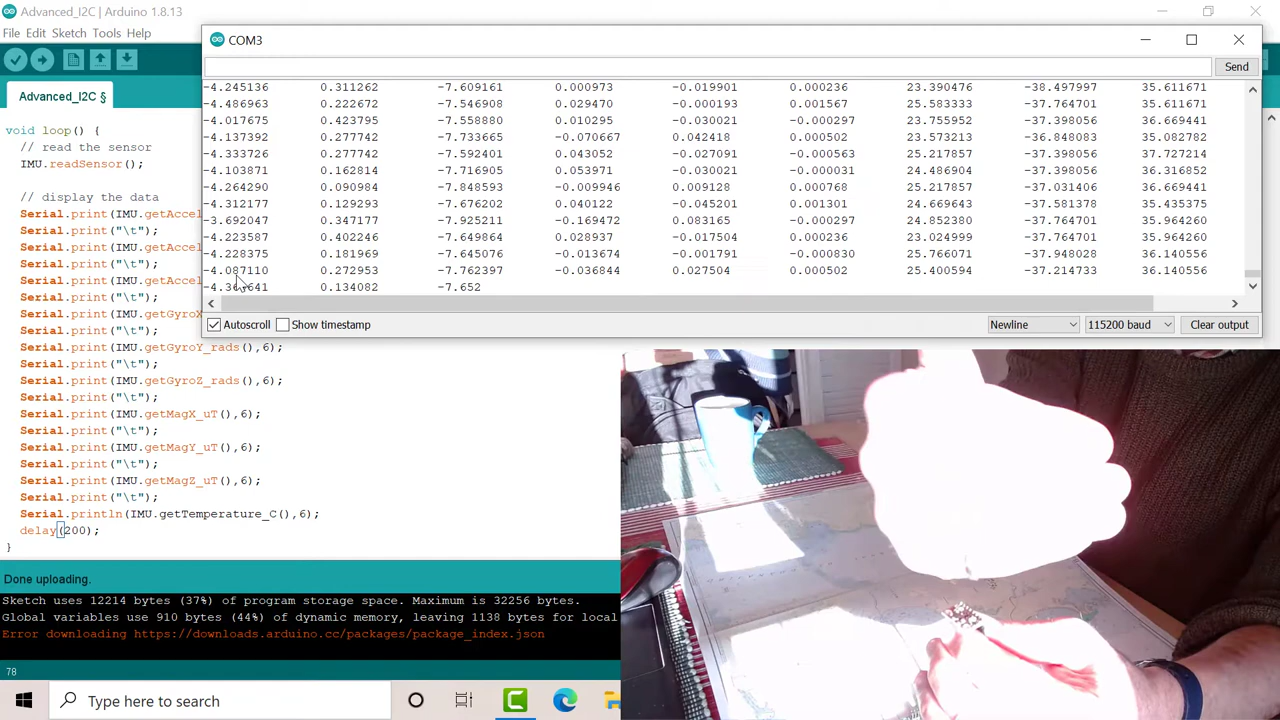 Advanced_I2C | Arduino 1.8.13
File Edit Sketch Tools Help
COM3
Send
Advanced_I2C §
-4.245136 0.311262 -7.609161 0.000973 -0.019901 0.000236 23.390476 -38.497997 35.611671
-4.486963 0.222672 -7.546908 0.029470 -0.000193 0.001567 25.583333 -37.764701 35.611671
-4.017675 0.423795 -7.558880 0.010295 -0.030021 -0.000297 23.755952 -37.764701 36.669441
-4.137392 0.277742 -7.733665 -0.070667 0.042418 0.000502 23.573212 -36.848083 35.082782
-4.333726 0.277742 -7.592401 0.043052 -0.027091 -0.000563 25.217857 -37.398056 37.727214
-4.103871 0.162814 -7.716905 0.053971 -0.030021 -0.000031 24.486904 -37.398056 36.316852
-4.264290 0.090984 -7.848593 -0.009946 0.009128 0.000768 25.217857 -37.031406 36.669441
-4.312177 0.129293 -7.676202 0.040122 -0.045201 0.001301 24.669643 -37.581378 35.435375
-3.692047 0.347177 -7.925211 -0.169472 0.083165 -0.000297 24.852380 -37.764701 35.964260
-4.223587 0.402246 -7.649864 0.028937 -0.017504 0.000236 23.024999 -37.764701 35.964260
-4.228375 0.181969 -7.645076 -0.013674 -0.001791 -0.000830 25.766071 -37.948028 36.140556
-4.087110 0.272953 -7.762397 -0.036844 0.027504 0.000502 25.400594 -37.214733 36.140556
0.134082 -7.652
Autoscroll Show timestamp Newline 115200 baud Clear output
void loop() {
// read the sensor
IMU.readSensor();
// display the data
Serial.print(IMU.getAccel
Serial.print("\t");
Serial.print(IMU.getAcce
Serial.print("\t");
Serial.print(IMU.getAcce
Serial.print("\t");
Serial.print(IMU.getGyroX
Serial.print("\t");
Serial.print(IMU.getGyroY_rads(),6);
Serial.print("\t");
Serial.print(IMU.getGyroZ_rads(),6);
Serial.print("\t");
Serial.print(IMU.getMagX_uT(),6);
Serial.print("\t");
Serial.print(IMU.getMagY_uT(),6);
Serial.print("\t");
Serial.print(IMU.getMagZ_uT(),6);
Serial.print("\t");
Serial.println(IMU.getTemperature_C(),6);
delay(200);
}
Done uploading.
Sketch uses 12214 bytes (37%) of program storage space. Maximum is 32256 bytes.
Global variables use 910 bytes (44%) of dynamic memory, leaving 1138 bytes for local
Error downloading https://downloads.arduino.cc/packages/package_index.json
78
Type here to search